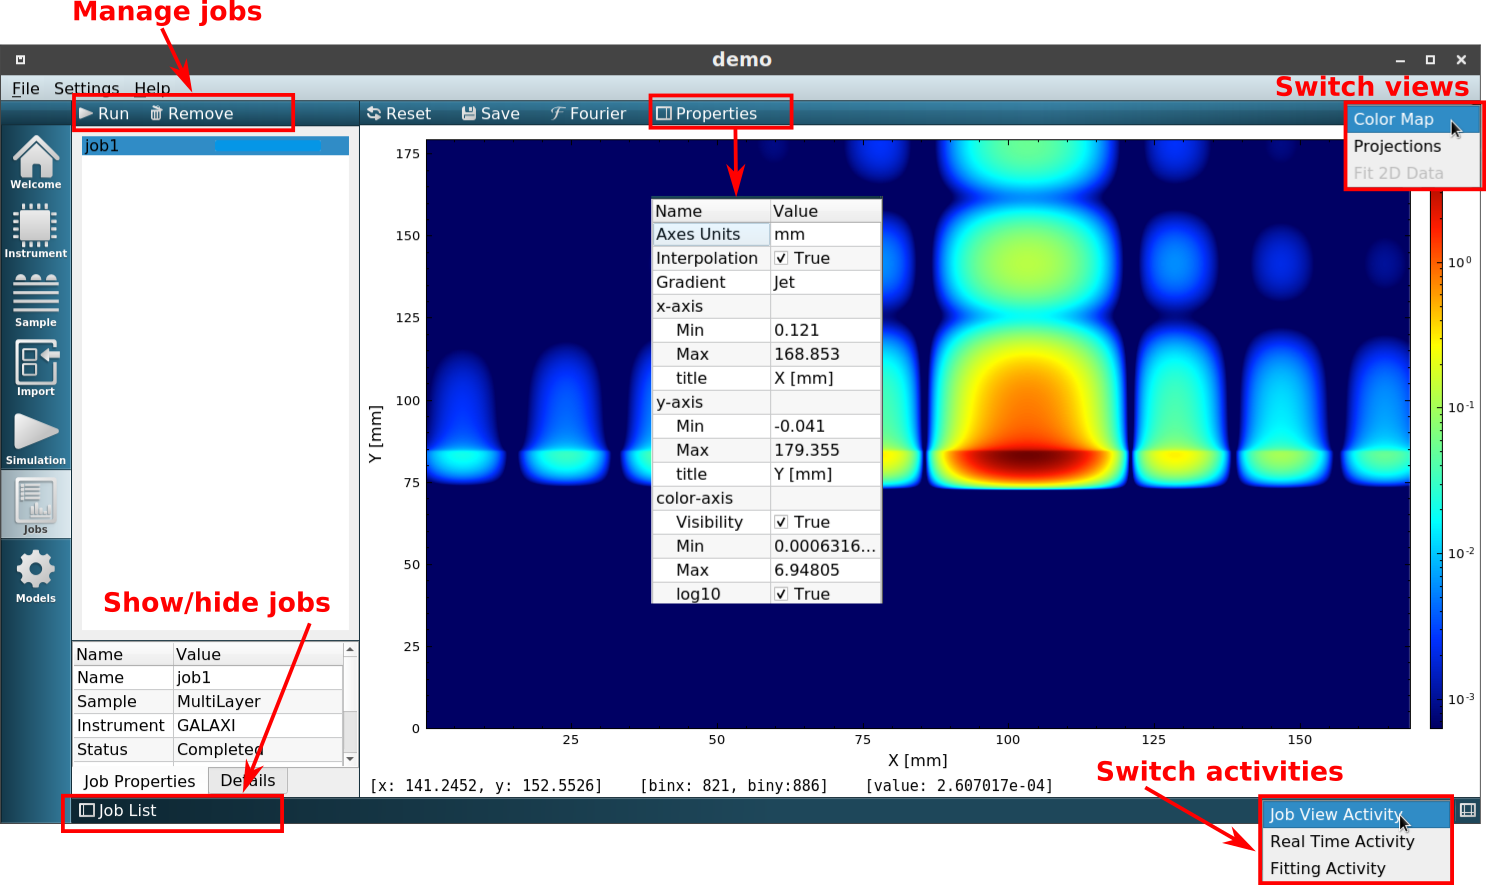 Manage jobs
demo
File Settings Help
Switch views
Run Remove
Reset Save Fourier Properties
Color Map
Projections
Fit 2D Data
job1
Welcome
Instrument
Sample
Import
Simulation
Jobs
Models
175
150
125
100
75
50
25
0
Y [mm]
Name Value
Axes Units mm
Interpolation True
Gradient Jet
x-axis
Min 0.121
Max 168.853
title X [mm]
y-axis
Min -0.041
Max 179.355
title Y [mm]
color-axis
Visibility True
Min 0.0006316...
Max 6.94805
log10 True
10⁰
10⁻¹
10⁻²
10⁻³
25 50 75 100 125 150
X [mm]
Show/hide jobs
Name Value
Name job1
Sample MultiLayer
Instrument GALAXI
Status Completed
Job Properties Details
[x: 141.2452, y: 152.5526] [binx: 821, biny:886] [value: 2.607017e-04]
Switch activities
Job List
Job View Activity
Real Time Activity
Fitting Activity